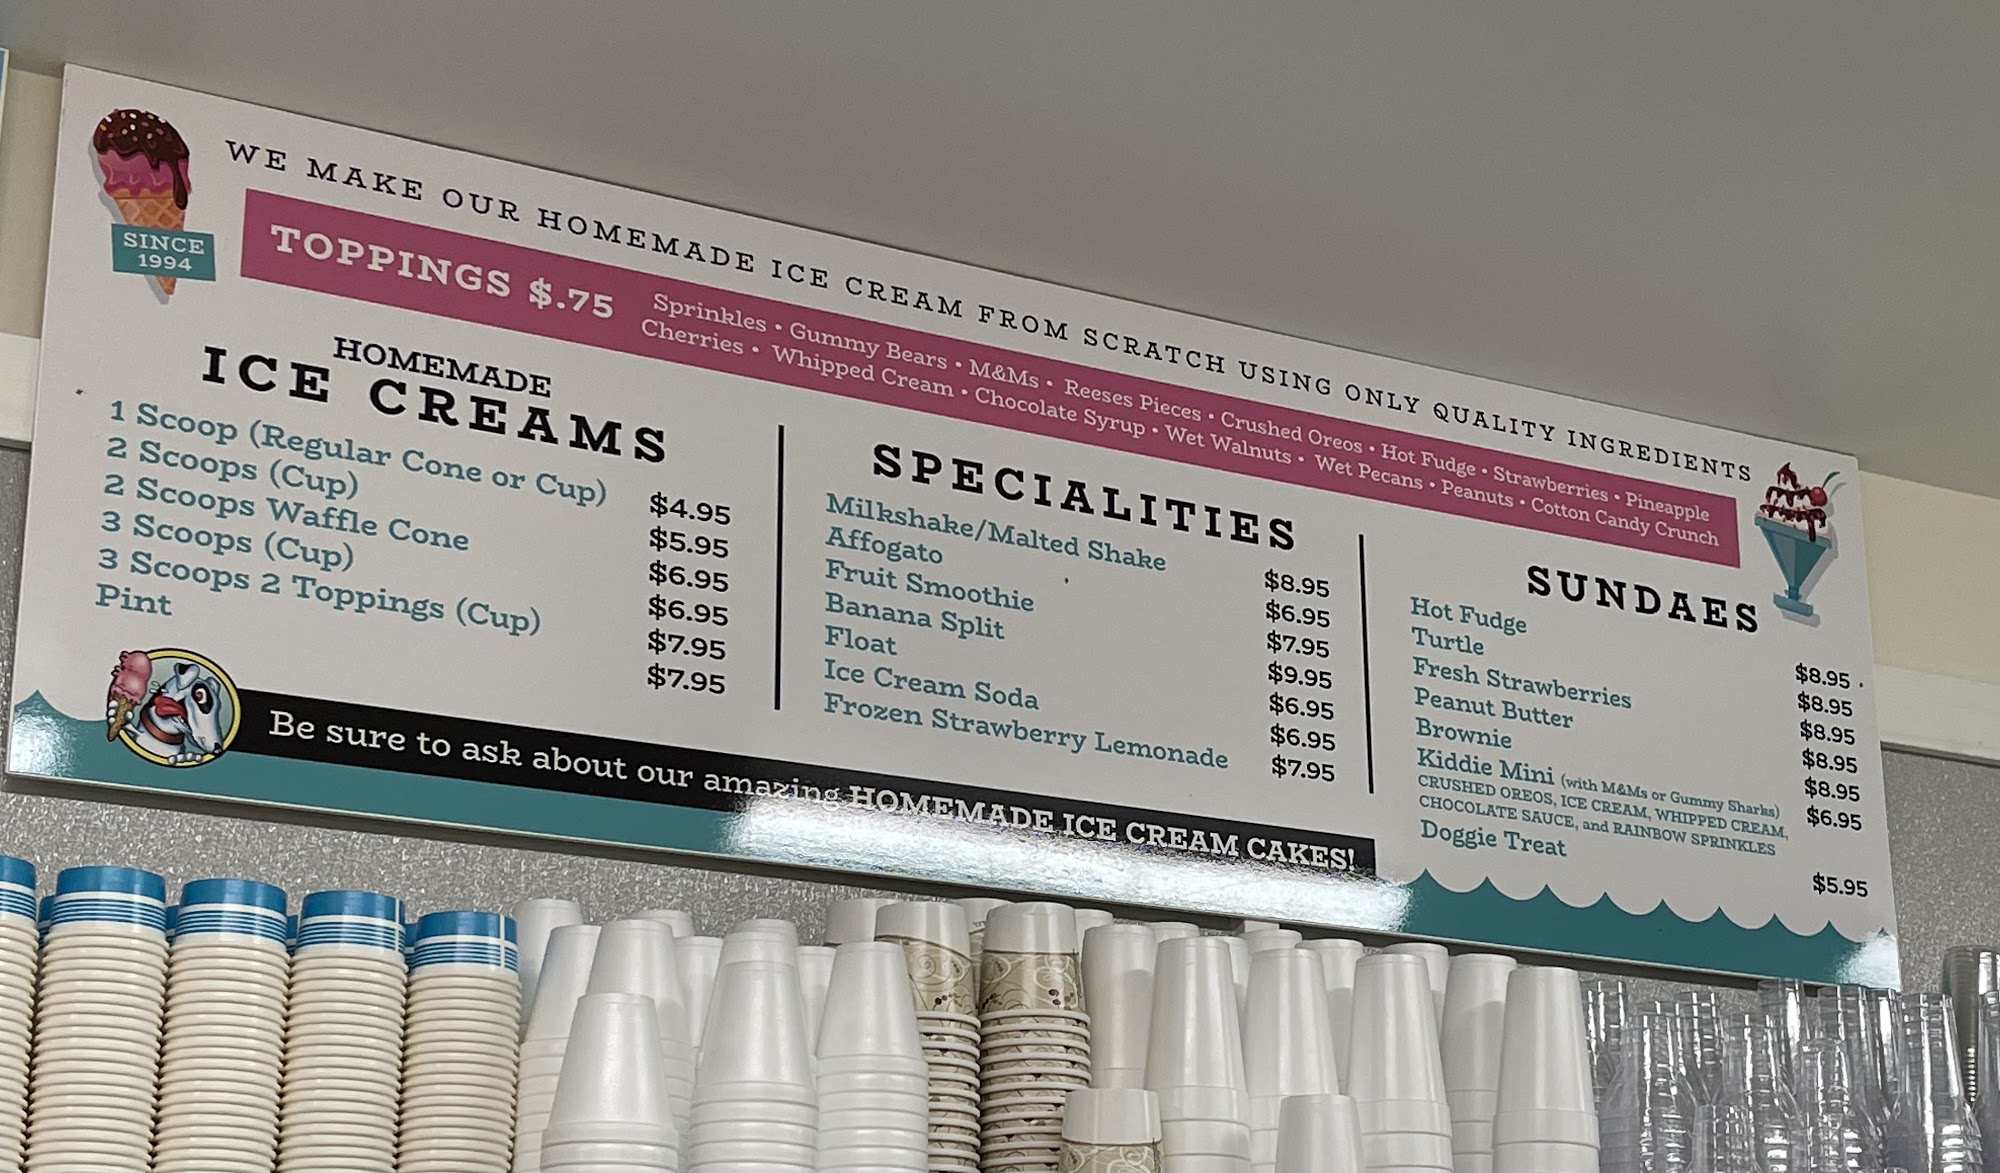 WE MAKE OUR HOMEMADE ICE CREAM FROM SCRATCH USING ONLY QUALITY INGREDIENTS
SINCE
1994
TOPPINGS $.75
Sprinkles • Gummy Bears • M&Ms • Reeses Pieces • Crushed Oreos • Hot Fudge • Strawberries • Pineapple
Cherries • Whipped Cream • Chocolate Syrup • Wet Walnuts • Wet Pecans • Peanuts • Cotton Candy Crunch
HOMEMADE
ICE CREAMS
1 Scoop (Regular Cone or Cup) $4.95
2 Scoops (Cup) $5.95
2 Scoops Waffle Cone $6.95
3 Scoops (Cup) $6.95
3 Scoops 2 Toppings (Cup) $7.95
Pint $7.95
SPECIALITIES
Milkshake/Malted Shake $8.95
Affogato $6.95
Fruit Smoothie $7.95
Banana Split $9.95
Float $6.95
Ice Cream Soda $6.95
Frozen Strawberry Lemonade $7.95
SUNDAES
Hot Fudge $8.95
Turtle $8.95
Fresh Strawberries $8.95
Peanut Butter $8.95
Brownie $8.95
Kiddie Mini (with M&Ms or Gummy Sharks) $6.95
CRUSHED OREOS, ICE CREAM, WHIPPED CREAM,
CHOCOLATE SAUCE, and RAINBOW SPRINKLES
Doggie Treat $5.95
Be sure to ask about our amazing HOMEMADE ICE CREAM CAKES!